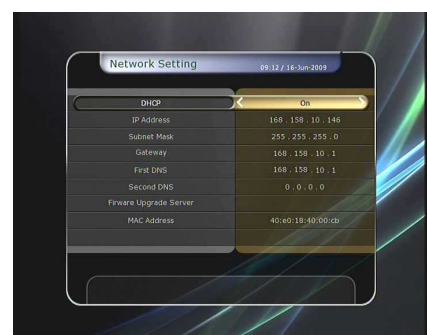 Network Setting 09:12 / 16-Jun-2009
DHCP On
IP Address 168 . 158 . 10 . 146
Subnet Mask 255 . 255 . 255 . 0
Gateway 168 . 158 . 10 . 1
First DNS 168 . 158 . 10 . 1
Second DNS 0 . 0 . 0 . 0
Firware Upgrade Server
MAC Address 40:e0:18:40:00:cb